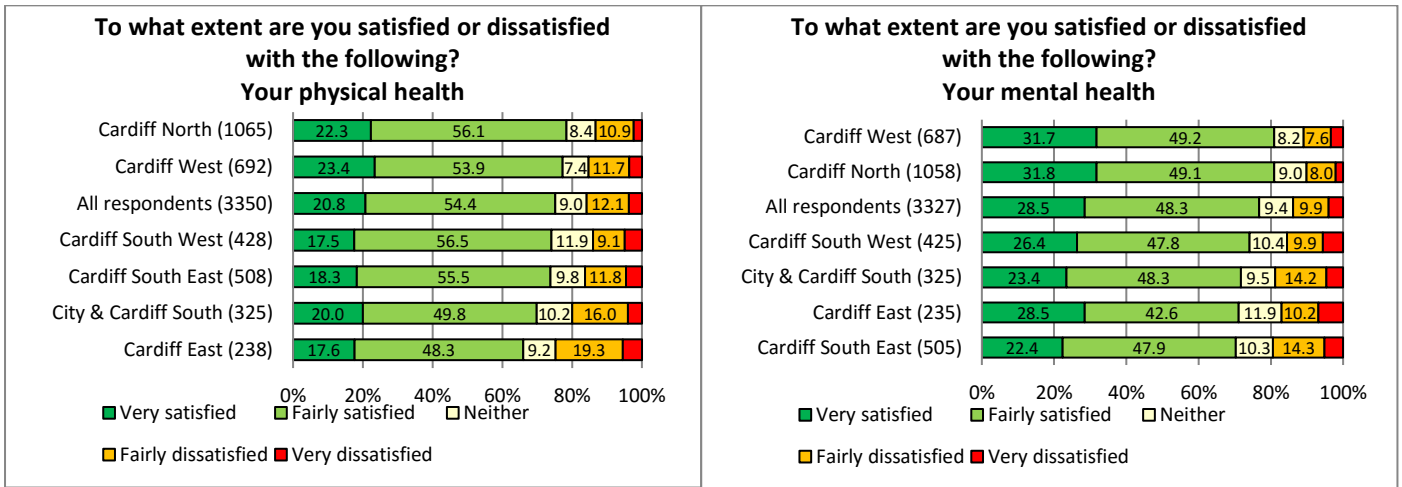 To what extent are you satisfied or dissatisfied
with the following?
Your physical health
Cardiff North (1065) 22.3 56.1 8.4 10.9
Cardiff West (692) 23.4 53.9 7.4 11.7
All respondents (3350) 20.8 54.4 9.0 12.1
Cardiff South West (428) 17.5 56.5 11.9 9.1
Cardiff South East (508) 18.3 55.5 9.8 11.8
City & Cardiff South (325) 20.0 49.8 10.2 16.0
Cardiff East (238) 17.6 48.3 9.2 19.3
0% 20% 40% 60% 80% 100%
Very satisfied Fairly satisfied Neither
Fairly dissatisfied Very dissatisfied
To what extent are you satisfied or dissatisfied
with the following?
Your mental health
Cardiff West (687) 31.7 49.2 8.2 7.6
Cardiff North (1058) 31.8 49.1 9.0 8.0
All respondents (3327) 28.5 48.3 9.4 9.9
Cardiff South West (425) 26.4 47.8 10.4 9.9
City & Cardiff South (325) 23.4 48.3 9.5 14.2
Cardiff East (235) 28.5 42.6 11.9 10.2
Cardiff South East (505) 22.4 47.9 10.3 14.3
0% 20% 40% 60% 80% 100%
Very satisfied Fairly satisfied Neither
Fairly dissatisfied Very dissatisfied